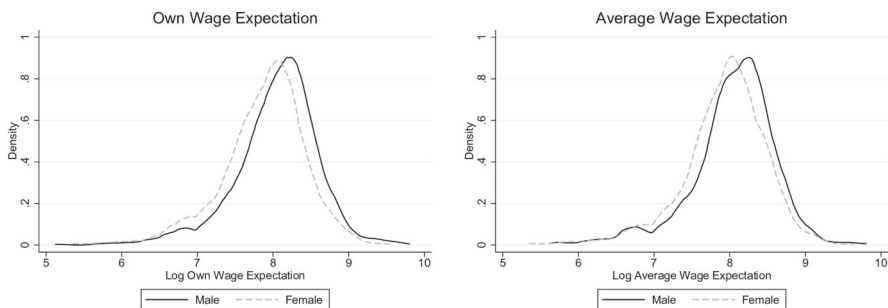 Own Wage Expectation
Density
0 .2 .4 .6 .8 1
5 6 7 8 9 10
Log Own Wage Expectation
Male Female
Average Wage Expectation
Density
0 .2 .4 .6 .8 1
5 6 7 8 9 10
Log Average Wage Expectation
Male Female